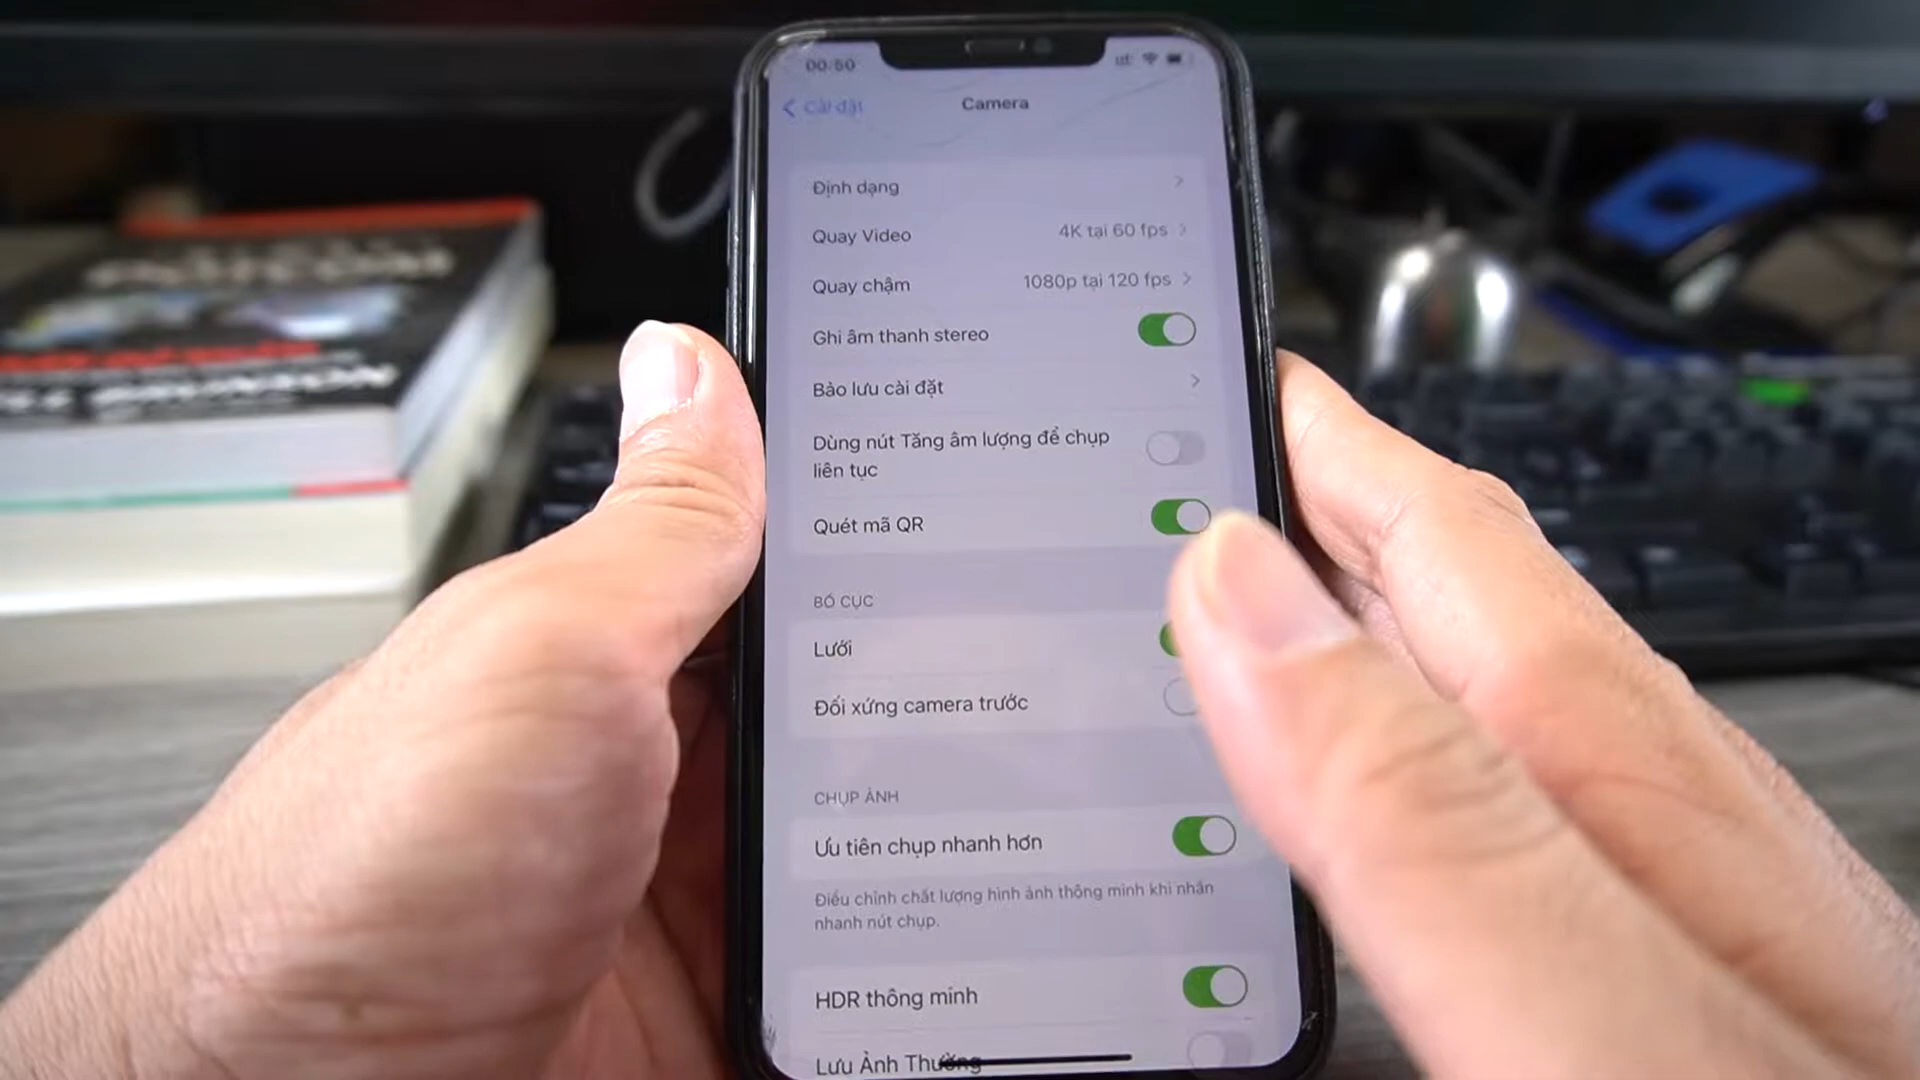 00:50
Cài đặt
Camera
Định dạng
Quay Video
4K tại 60 fps
Quay chậm
1080p tại 120 fps
Ghi âm thanh stereo
Bảo lưu cài đặt
Dùng nút Tăng âm lượng để chụp
liên tục
Quét mã QR
BỐ CỤC
Lưới
Đối xứng camera trước
CHỤP ẢNH
Ưu tiên chụp nhanh hơn
Điều chỉnh chất lượng hình ảnh thông minh khi nhấn
nhanh nút chụp.
HDR thông minh
Lưu Ảnh Thường